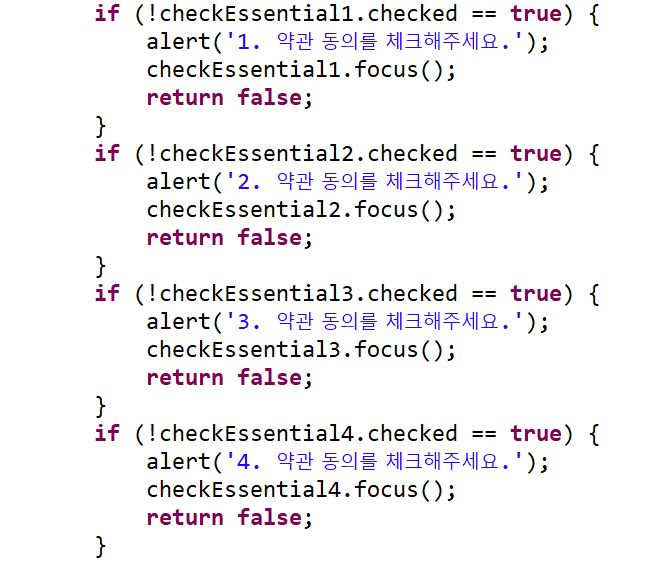 if (!checkEssential1.checked == true) {
alert('1. 약관 동의를 체크해주세요.');
checkEssential1.focus();
return false;
}
if (!checkEssential2.checked == true) {
alert('2. 약관 동의를 체크해주세요.');
checkEssential2.focus();
return false;
}
if (!checkEssential3.checked == true) {
alert('3. 약관 동의를 체크해주세요.');
checkEssential3.focus();
return false;
}
if (!checkEssential4.checked == true) {
alert('4. 약관 동의를 체크해주세요.');
checkEssential4.focus();
return false;
}